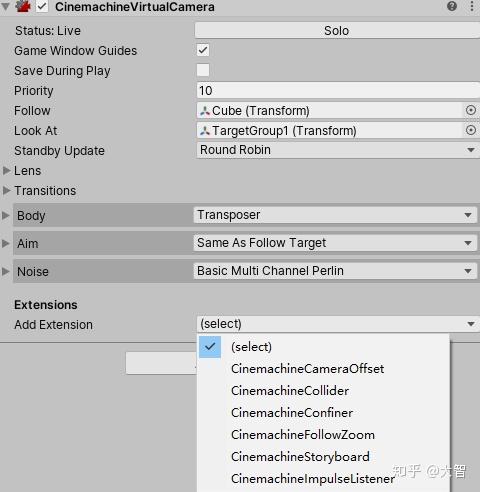 CinemachineVirtualCamera
Status: Live Solo
Game Window Guides
Save During Play
Priority 10
Follow Cube (Transform)
Look At TargetGroup1 (Transform)
Standby Update Round Robin
Lens
Transitions
Body Transposer
Aim Same As Follow Target
Noise Basic Multi Channel Perlin
Extensions
Add Extension (select)
(select)
CinemachineCameraOffset
CinemachineCollider
CinemachineConfiner
CinemachineFollowZoom
CinemachineStoryboard
CinemachineImpulseListener
知乎 @大智